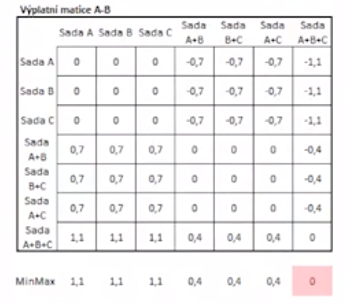 Výplatní matice A-B
Sada A Sada B Sada C Sada A+B Sada B+C Sada A+C Sada A+B+C
Sada A 0 0 0 -0,7 -0,7 -0,7 -1,1
Sada B 0 0 0 -0,7 -0,7 -0,7 -1,1
Sada C 0 0 0 -0,7 -0,7 -0,7 -1,1
Sada A+B 0,7 0,7 0,7 0 0 0 -0,4
Sada B+C 0,7 0,7 0,7 0 0 0 -0,4
Sada A+C 0,7 0,7 0,7 0 0 0 -0,4
Sada A+B+C 1,1 1,1 1,1 0,4 0,4 0,4 0
MinMax 1,1 1,1 1,1 0,4 0,4 0,4 0